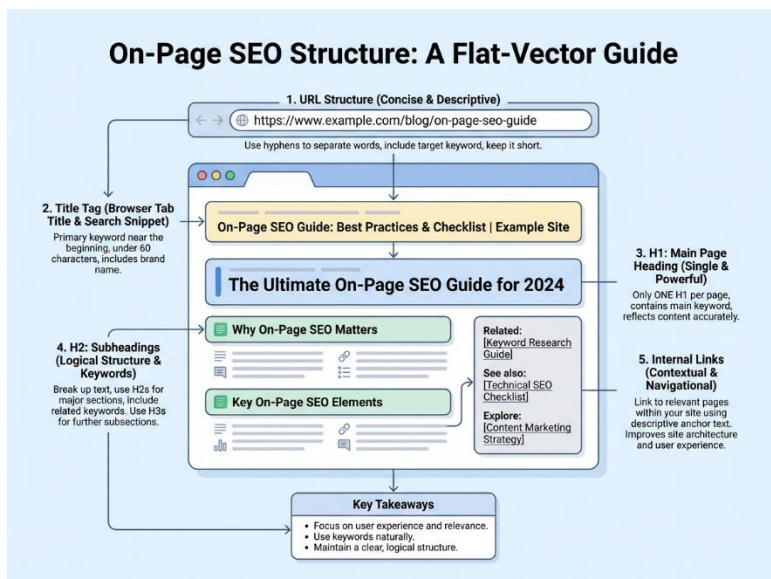 On-Page SEO Structure: A Flat-Vector Guide
1. URL Structure (Concise & Descriptive)
https://www.example.com/blog/on-page-seo-guide
Use hyphens to separate words, include target keyword, keep it short.
2. Title Tag (Browser Tab
Title & Search Snippet)
Primary keyword near the
beginning, under 60
characters, includes brand
name.
On-Page SEO Guide: Best Practices & Checklist | Example Site
The Ultimate On-Page SEO Guide for 2024
3. H1: Main Page
Heading (Single &
Powerful)
Only ONE H1 per page,
contains main keyword,
reflects content accurately.
4. H2: Subheadings
(Logical Structure &
Keywords)
Break up text, use H2s for
major sections, include
related keywords. Use H3s
for further subsections.
Why On-Page SEO Matters
Key On-Page SEO Elements
Related:
[Keyword Research
Guide]
See also:
[Technical SEO
Checklist]
Explore:
[Content Marketing
Strategy]
5. Internal Links
(Contextual &
Navigational)
Link to relevant pages
within your site using
descriptive anchor text.
Improves site architecture
and user experience.
Key Takeaways
• Focus on user experience and relevance.
• Use keywords naturally.
• Maintain a clear, logical structure.